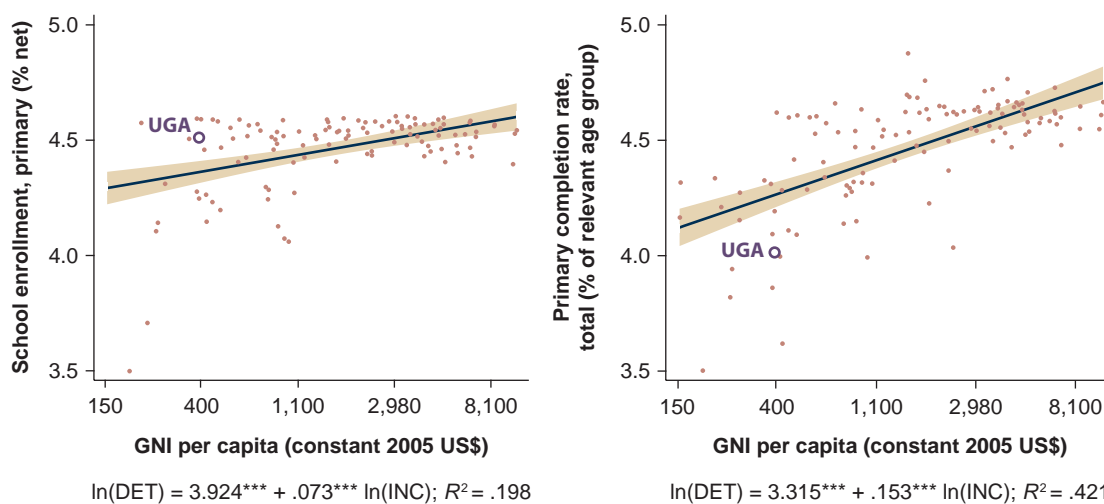 School enrollment, primary (% net)
5.0
4.5
4.0
3.5
UGA
150 400 1,100 2,980 8,100
GNI per capita (constant 2005 US$)
ln(DET) = 3.924*** + .073*** ln(INC); R² = .198
Primary completion rate,
total (% of relevant age group)
5.0
4.5
4.0
3.5
UGA
150 400 1,100 2,980 8,100
GNI per capita (constant 2005 US$)
ln(DET) = 3.315*** + .153*** ln(INC); R² = .421